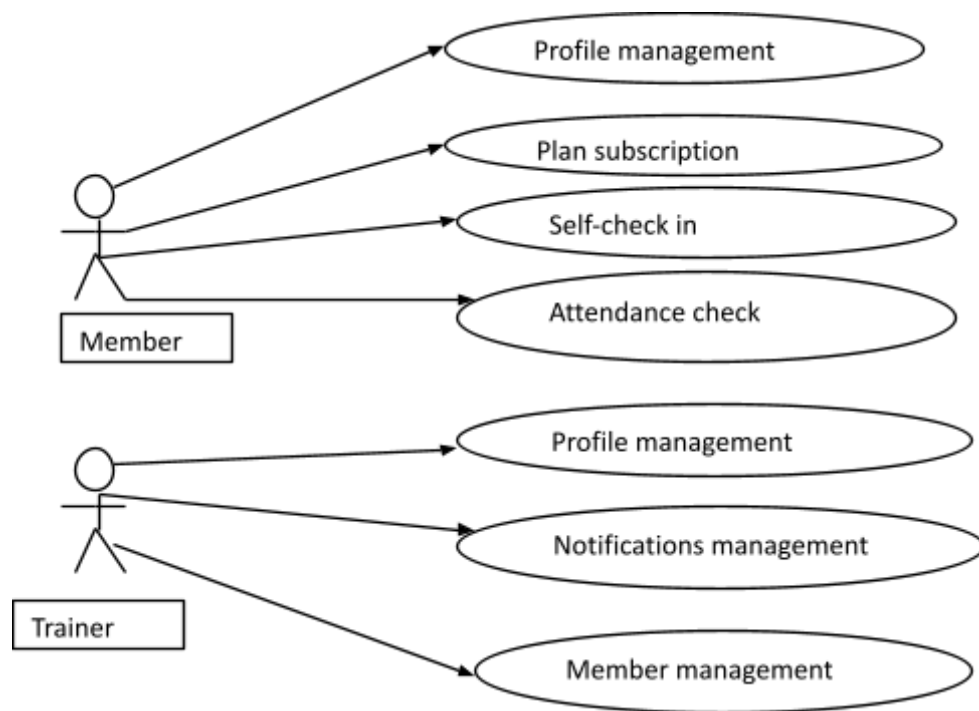 Profile management
Plan subscription
Self-check in
Attendance check
Member
Profile management
Notifications management
Trainer
Member management